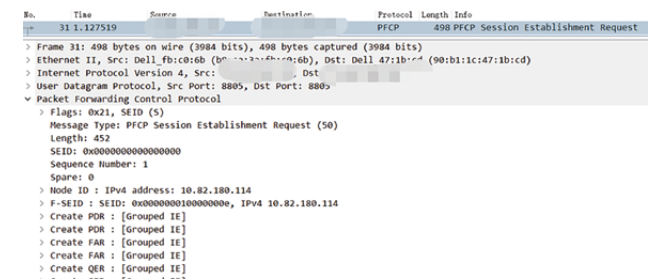 No. Time Source Destination Protocol Length Info
31 1.127519 PFCP 498 PFCP Session Establishment Request
Frame 31: 498 bytes on wire (3984 bits), 498 bytes captured (3984 bits)
Ethernet II, Src: Dell_fb:c0:6b :6b), Dst: Dell 47:1b:cd (90:b1:1c:47:1b:cd)
Internet Protocol Version 4, Src: Dst
User Datagram Protocol, Src Port: 8805, Dst Port: 8805
Packet Forwarding Control Protocol
Flags: 0x21, SEID (S)
Message Type: PFCP Session Establishment Request (50)
Length: 452
SEID: 0x0000000000000000
Sequence Number: 1
Spare: 0
Node ID : IPv4 address: 10.82.180.114
F-SEID : SEID: 0x000000010000000e, IPv4 10.82.180.114
Create PDR : [Grouped IE]
Create PDR : [Grouped IE]
Create FAR : [Grouped IE]
Create FAR : [Grouped IE]
Create QER : [Grouped IE]